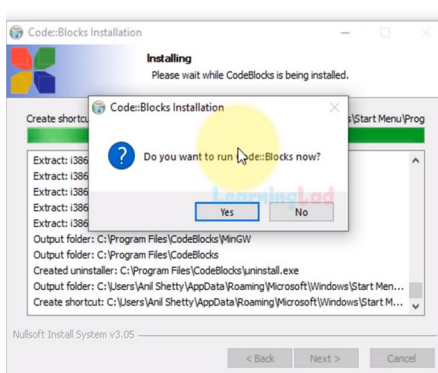 Code::Blocks Installation
Installing
Please wait while CodeBlocks is being installed.
Create shortcu
s\Start Menu\Prog
Code::Blocks Installation
Do you want to run Code::Blocks now?
LearningLad
Yes
No
Extract: i386
Extract: i386
Extract: i386
Extract: i386
Extract: i386
Output folder: C:\Program Files\CodeBlocks\MinGW
Output folder: C:\Program Files\CodeBlocks
Created uninstaller: C:\Program Files\CodeBlocks\uninstall.exe
Output folder: C:\Users\Anil Shetty\AppData\Roaming\Microsoft\Windows\Start Men...
Create shortcut: C:\Users\Anil Shetty\AppData\Roaming\Microsoft\Windows\Start M...
Nullsoft Install System v3.05
< Back
Next >
Cancel